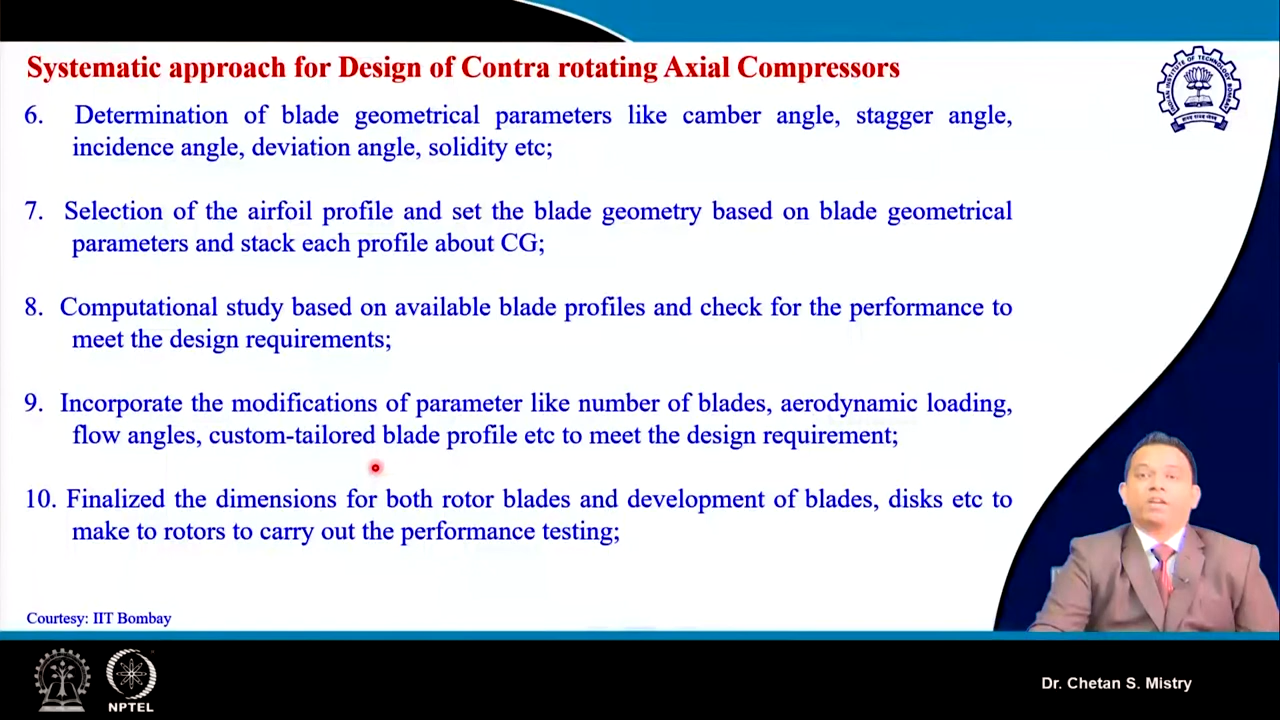 Systematic approach for Design of Contra rotating Axial Compressors
6. Determination of blade geometrical parameters like camber angle, stagger angle,
incidence angle, deviation angle, solidity etc;
7. Selection of the airfoil profile and set the blade geometry based on blade geometrical
parameters and stack each profile about CG;
8. Computational study based on available blade profiles and check for the performance to
meet the design requirements;
9. Incorporate the modifications of parameter like number of blades, aerodynamic loading,
flow angles, custom-tailored blade profile etc to meet the design requirement;
10. Finalized the dimensions for both rotor blades and development of blades, disks etc to
make to rotors to carry out the performance testing;
Courtesy: IIT Bombay
NPTEL
Dr. Chetan S. Mistry